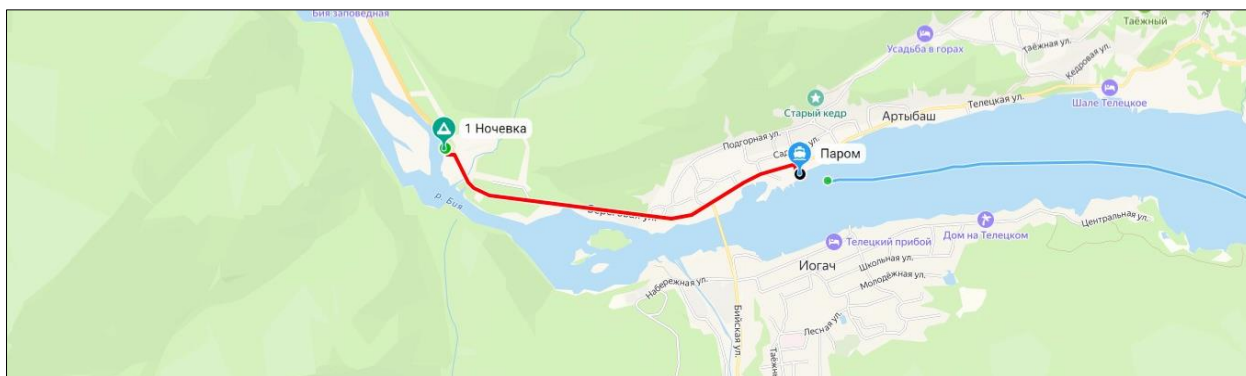 Бия заповедная
Таёжный
Усадьба в горах
Таёжная ул.
Кедровая ул.
1 Ночевка
Старый кедр
Шале Телецкое
Телецкая ул.
Артыбаш
Подгорная ул.
Паром
р. Бия
Береговая ул.
Дом на Телецком
Центральная ул.
Телецкий прибой
Иогач
Школьная ул.
Молодёжная ул.
Набережная ул.
Бийская ул.
Лесная ул.